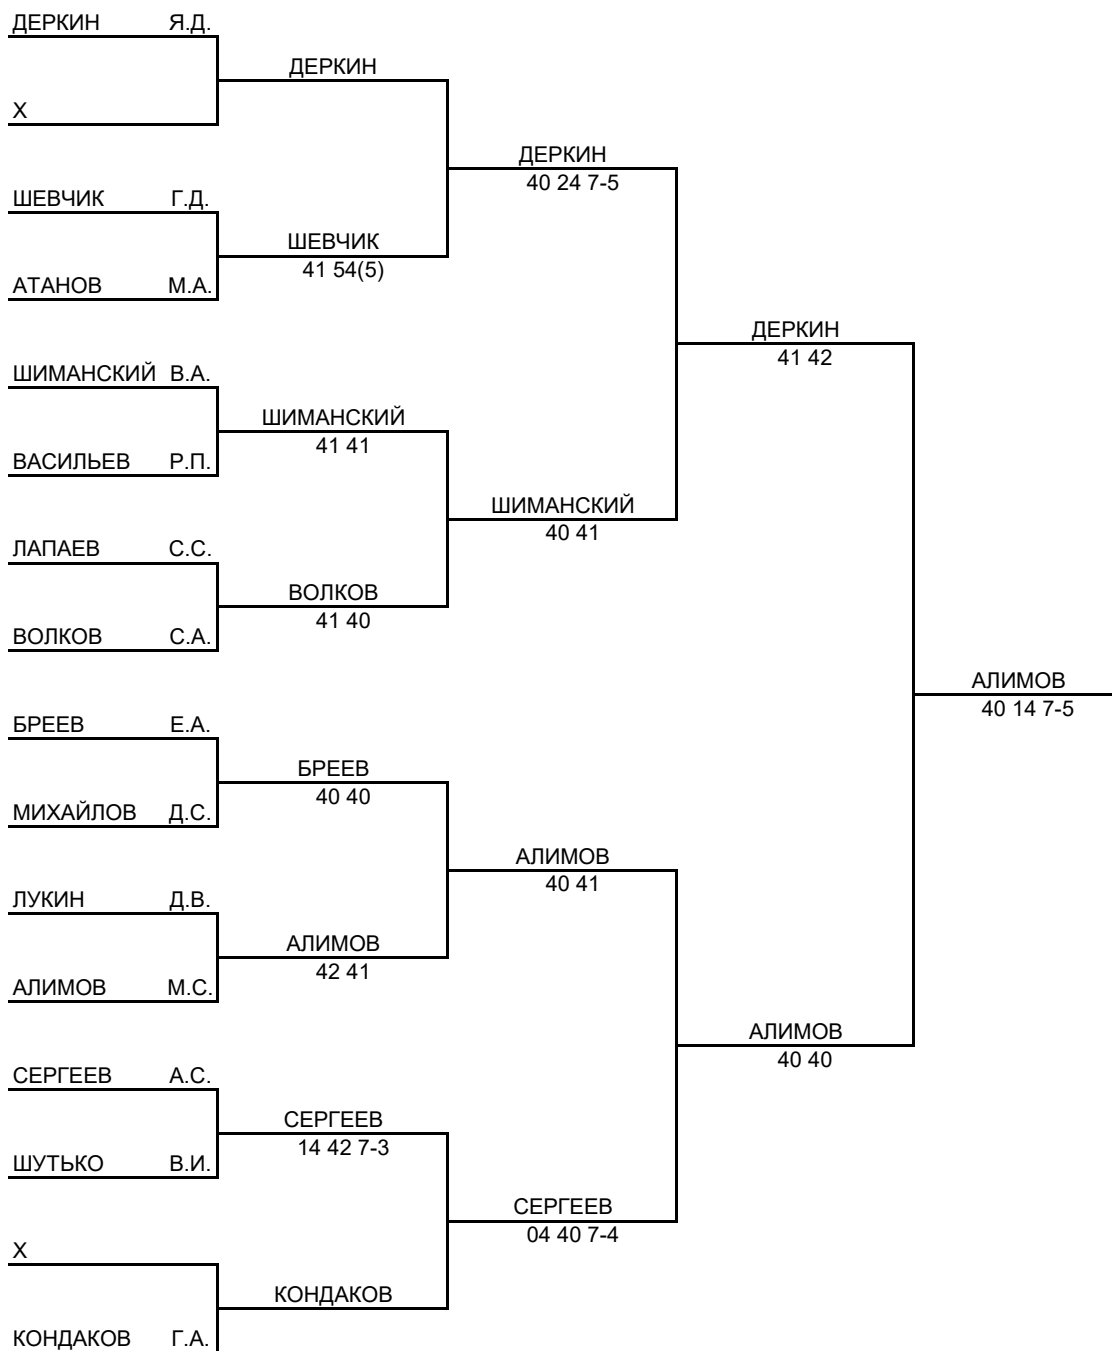 ДЕРКИН Я.Д.
ДЕРКИН
X
ДЕРКИН
40 24 7-5
ШЕВЧИК Г.Д.
ШЕВЧИК
41 54(5)
АТАНОВ М.А.
ДЕРКИН
41 42
ШИМАНСКИЙ В.А.
ШИМАНСКИЙ
41 41
ВАСИЛЬЕВ Р.П.
ШИМАНСКИЙ
40 41
ЛАПАЕВ С.С.
ВОЛКОВ
41 40
ВОЛКОВ С.А.
АЛИМОВ
40 14 7-5
БРЕЕВ Е.А.
БРЕЕВ
40 40
МИХАЙЛОВ Д.С.
АЛИМОВ
40 41
ЛУКИН Д.В.
АЛИМОВ
42 41
АЛИМОВ М.С.
АЛИМОВ
40 40
СЕРГЕЕВ А.С.
СЕРГЕЕВ
14 42 7-3
ШУТЬКО В.И.
СЕРГЕЕВ
04 40 7-4
X
КОНДАКОВ
КОНДАКОВ Г.А.